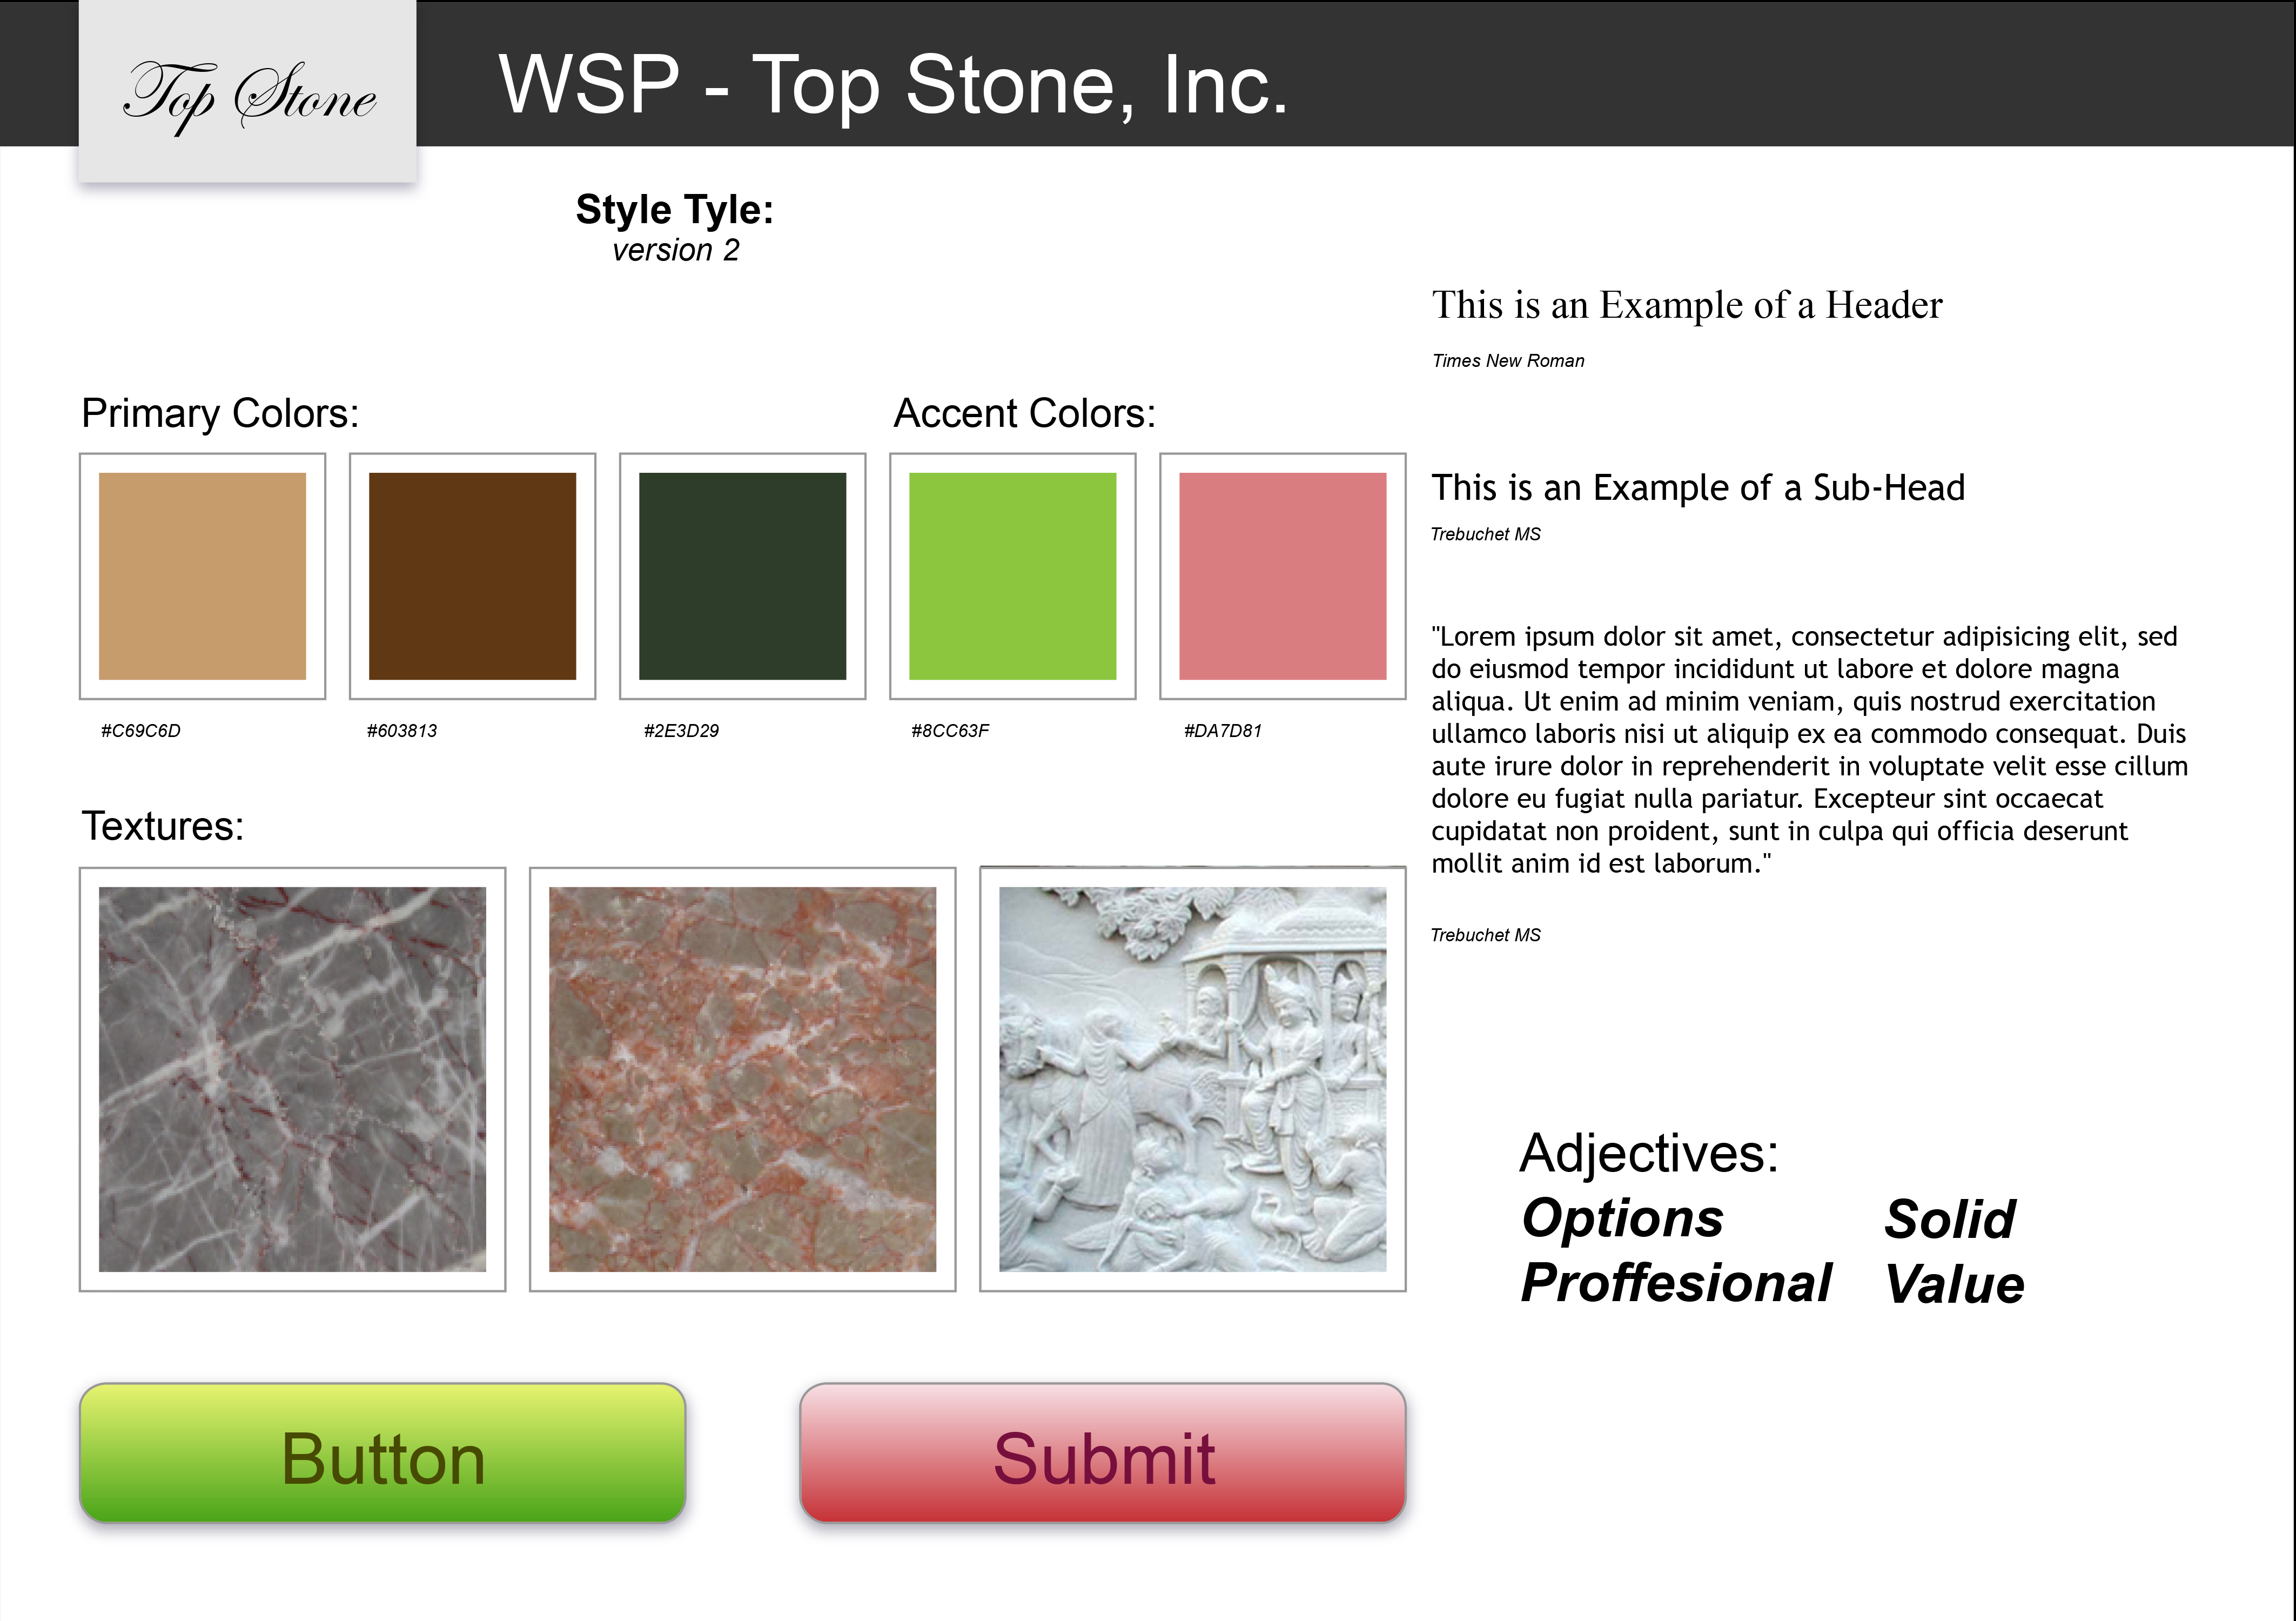 Top Stone
WSP - Top Stone, Inc.
Style Tyle:
version 2
Primary Colors:
Accent Colors:
#C69C6D
#603813
#2E3D29
#8CC63F
#DA7D81
Textures:
Button
Submit
This is an Example of a Header
Times New Roman
This is an Example of a Sub-Head
Trebuchet MS
"Lorem ipsum dolor sit amet, consectetur adipisicing elit, sed
do eiusmod tempor incididunt ut labore et dolore magna
aliqua. Ut enim ad minim veniam, quis nostrud exercitation
ullamco laboris nisi ut aliquip ex ea commodo consequat. Duis
aute irure dolor in reprehenderit in voluptate velit esse cillum
dolore eu fugiat nulla pariatur. Excepteur sint occaecat
cupidatat non proident, sunt in culpa qui officia deserunt
mollit anim id est laborum."
Trebuchet MS
Adjectives:
Options
Solid
Proffesional
Value